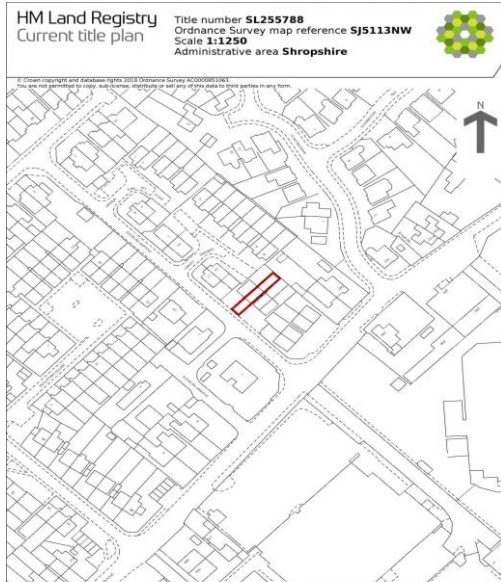 HM Land Registry
Current title plan
Title number SL255788
Ordnance Survey map reference SJ5113NW
Scale 1:1250
Administrative area Shropshire
© Crown copyright and database rights 2018 Ordnance Survey AC0000851063.
You are not permitted to copy, sub-license, distribute or sell any of this data to third parties in any form.
N